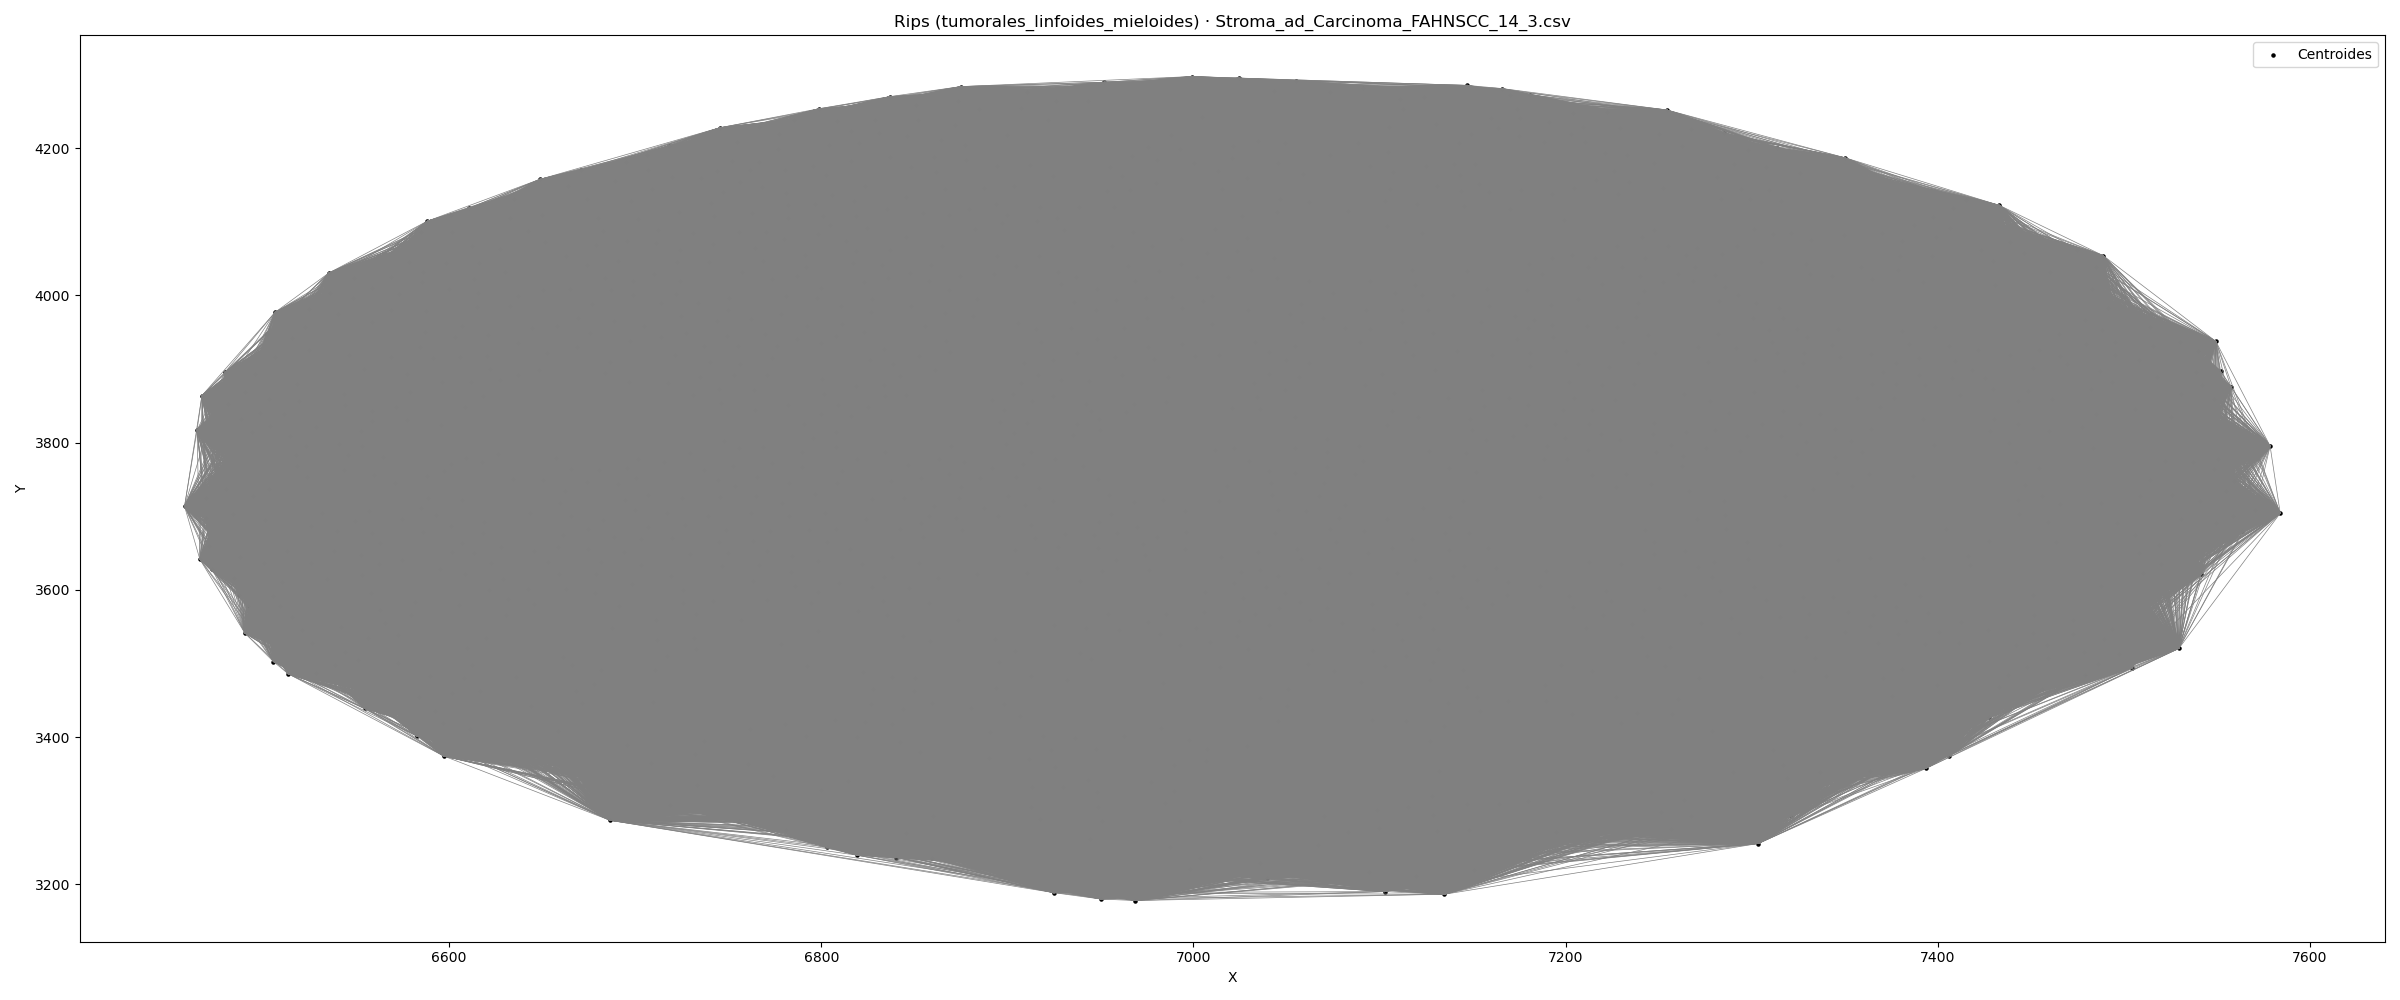 Rips (tumorales_linfoides_mieloides) · Stroma_ad_Carcinoma_FAHNSCC_14_3.csv
Centroides
4200
4000
3800
Y
3600
3400
3200
6600 6800 7000 7200 7400 7600
X